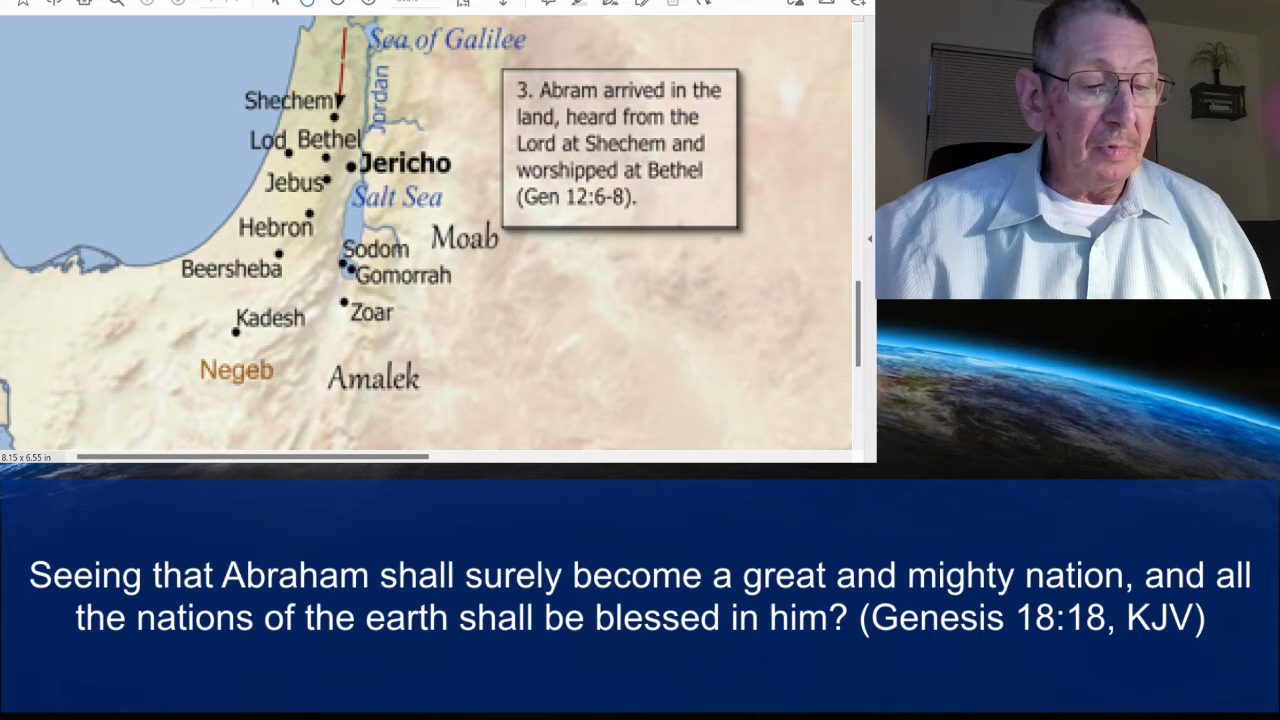 Sea of Galilee
Jordan
Shechem
Lod Bethel
Jericho
Jebus
Salt Sea
Hebron
Moab
Sodom
Beersheba
Gomorrah
Kadesh
Zoar
Negeb
Amalek
3. Abram arrived in the
land, heard from the
Lord at Shechem and
worshipped at Bethel
(Gen 12:6-8).
8.15 x 6.55 in
Seeing that Abraham shall surely become a great and mighty nation, and all
the nations of the earth shall be blessed in him? (Genesis 18:18, KJV)